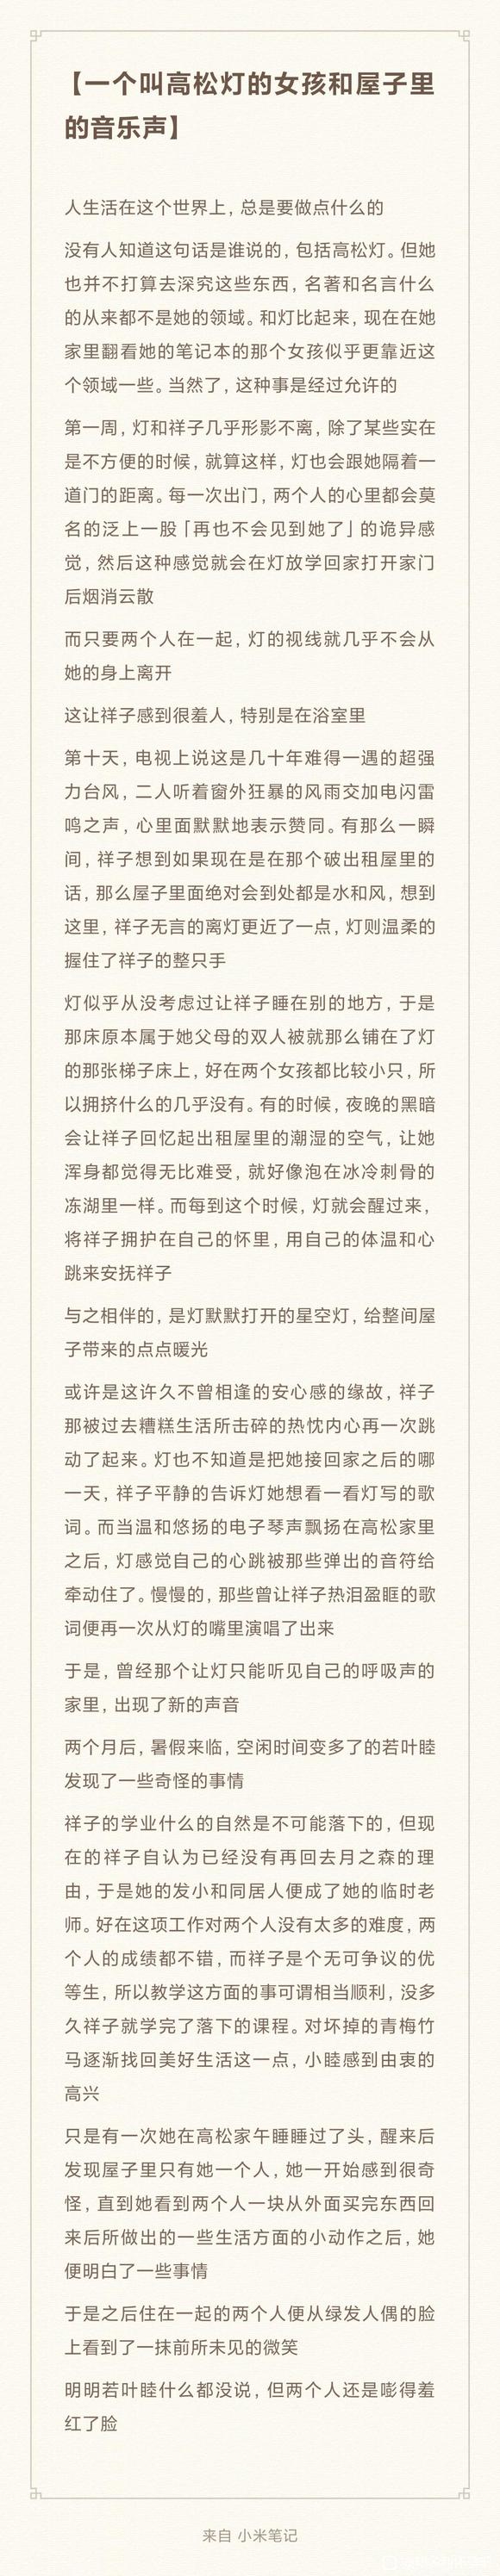 【一个叫高松灯的女孩和屋子里
的音乐声】
人生活在这个世界上，总是要做点什么的
没有人知道这句话是谁说的，包括高松灯。但她
也并不打算去深究这些东西，名著和名言什么
的从来都不是她的领域。和灯比起来，现在在她
家里翻看她的笔记本的那个女孩似乎更靠近这
个领域一些。当然了，这种事是经过允许的
第一周，灯和祥子几乎形影不离，除了某些实在
是不方便的时候，就算这样，灯也会跟她隔着一
道门的距离。每一次出门，两个人的心里都会莫
名的泛上一股「再也不会见到她了」的诡异感
觉，然后这种感觉就会在灯放学回家打开家门
后烟消云散
而只要两个人在一起，灯的视线就几乎不会从
她的身上离开
这让祥子感到很羞人，特别是在浴室里
第十天，电视上说这是几十年难得一遇的超强
力台风，二人听着窗外狂暴的风雨交加电闪雷
鸣之声，心里面默默地表示赞同。有那么一瞬
间，祥子想到如果现在是在那个破出租屋里的
话，那么屋子里面绝对会到处都是水和风，想到
这里，祥子无言的离灯更近了一点，灯则温柔的
握住了祥子的整只手
灯似乎从没考虑过让祥子睡在别的地方，于是
那床原本属于她父母的双人被就那么铺在了灯
的那张梯子床上，好在两个女孩都比较小只，所
以拥挤什么的几乎没有。有的时候，夜晚的黑暗
会让祥子回忆起出租屋里的潮湿的空气，让她
浑身都觉得无比难受，就好像泡在冰冷刺骨的
冻湖里一样。而每到这个时候，灯就会醒过来，
将祥子拥护在自己的怀里，用自己的体温和心
跳来安抚祥子
与之相伴的，是灯默默打开的星空灯，给整间屋
子带来的点点暖光
或许是这许久不曾相逢的安心感的缘故，祥子
那被过去糟糕生活所击碎的热忱内心再一次跳
动了起来。灯也不知道是把她接回家之后的哪
一天，祥子平静的告诉灯她想看一看灯写的歌
词。而当温和悠扬的电子琴声飘扬在高松家里
之后，灯感觉自己的心跳被那些弹出的音符给
牵动住了。慢慢的，那些曾让祥子热泪盈眶的歌
词便再一次从灯的嘴里演唱了出来
于是，曾经那个让灯只能听见自己的呼吸声的
家里，出现了新的声音
两个月后，暑假来临，空闲时间变多了的若叶睦
发现了一些奇怪的事情
祥子的学业什么的自然是不可能落下的，但现
在的祥子自认为已经没有再回去月之森的理
由，于是她的发小和同居人便成了她的临时老
师。好在这项工作对两个人没有太多的难度，两
个人的成绩都不错，而祥子是个无可争议的优
等生，所以教学这方面的事可谓相当顺利，没多
久祥子就学完了落下的课程。对坏掉的青梅竹
马逐渐找回美好生活这一点，小睦感到由衷的
高兴
只是有一次她在高松家午睡睡过了头，醒来后
发现屋子里只有她一个人，她一开始感到很奇
怪，直到她看到两个人一块从外面买完东西回
来后所做出的一些生活方面的小动作之后，她
便明白了一些事情
于是之后住在一起的两个人便从绿发人偶的脸
上看到了一抹前所未见的微笑
明明若叶睦什么都没说，但两个人还是嘭得羞
红了脸
来自 小米笔记